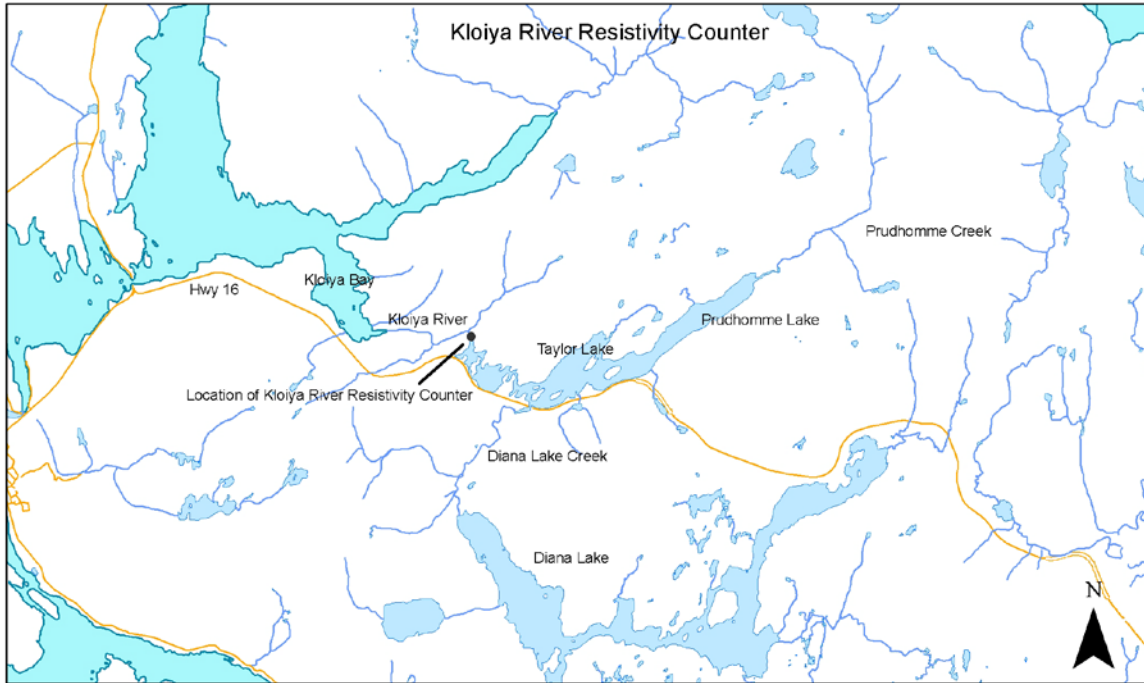 Kloiya River Resistivity Counter
Prudhomme Creek
Kloiya Bay
Hwy 16
Kloiya River
Prudhomme Lake
Taylor Lake
Location of Kloiya River Resistivity Counter
Diana Lake Creek
Diana Lake
N